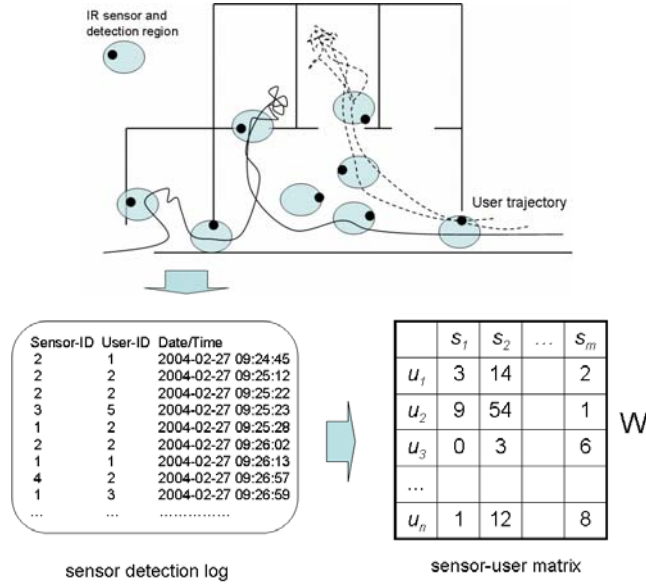 IR sensor and
detection region
User trajectory
Sensor-ID User-ID Date/Time
2 1 2004-02-27 09:24:45
2 2 2004-02-27 09:25:12
2 2 2004-02-27 09:25:22
3 5 2004-02-27 09:25:23
1 2 2004-02-27 09:25:28
2 2 2004-02-27 09:26:02
1 1 2004-02-27 09:26:13
4 2 2004-02-27 09:26:57
1 3 2004-02-27 09:26:59
... ... ...............
sensor detection log
s1 s2 ... sm
u1 3 14 2
u2 9 54 1
u3 0 3 6
...
un 1 12 8
W
sensor-user matrix